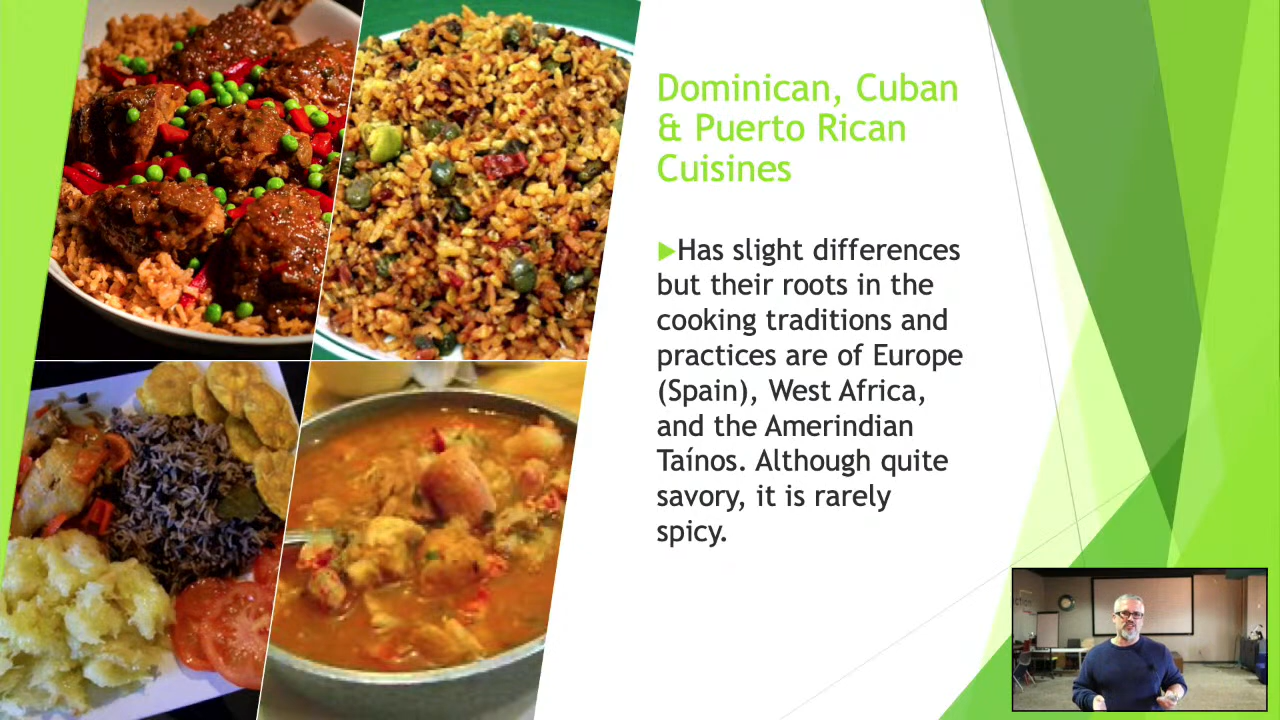 Dominican, Cuban
& Puerto Rican
Cuisines
Has slight differences
but their roots in the
cooking traditions and
practices are of Europe
(Spain), West Africa,
and the Amerindian
Taínos. Although quite
savory, it is rarely
spicy.